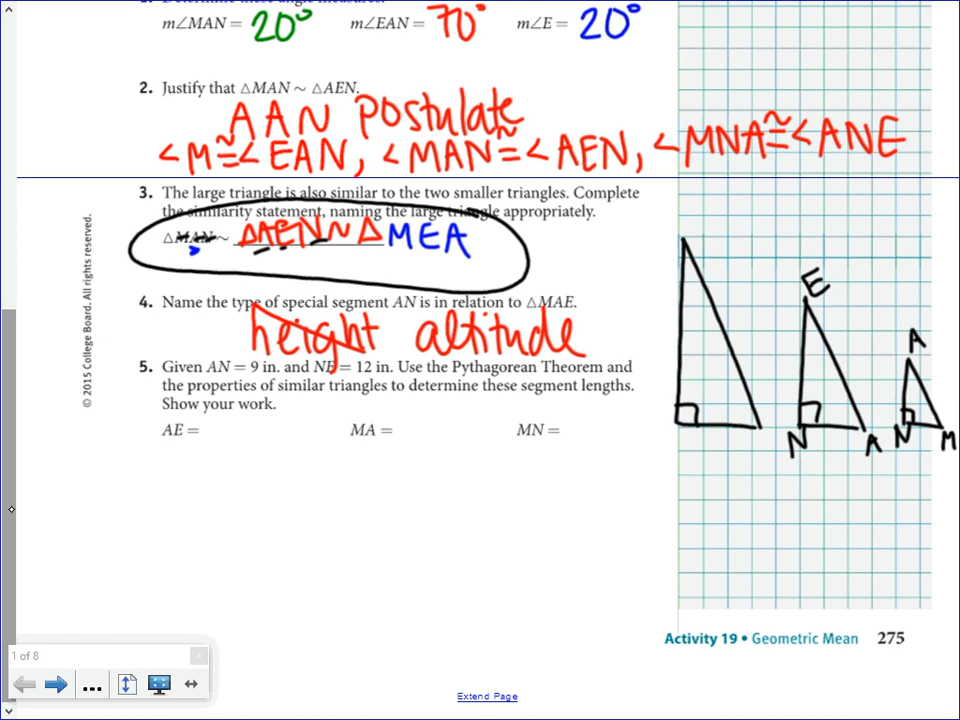 m∠MAN = 20° m∠EAN = 70° m∠E = 20°
2. Justify that △MAN ~ △AEN.
AAN postulate
<M≅<EAN, <MAN≅<AEN, <MNA≅<ANE
3. The large triangle is also similar to the two smaller triangles. Complete
the similarity statement, naming the large triangle appropriately.
△MAN ~ △AEN ~ △ MEA
4. Name the type of special segment AN is in relation to △MAE.
height altitude
5. Given AN = 9 in. and NE = 12 in. Use the Pythagorean Theorem and
the properties of similar triangles to determine these segment lengths.
Show your work.
AE = MA = MN =
E
N A
A
N M
© 2015 College Board. All rights reserved.
Activity 19 • Geometric Mean 275
1 of 8
...
Extend Page